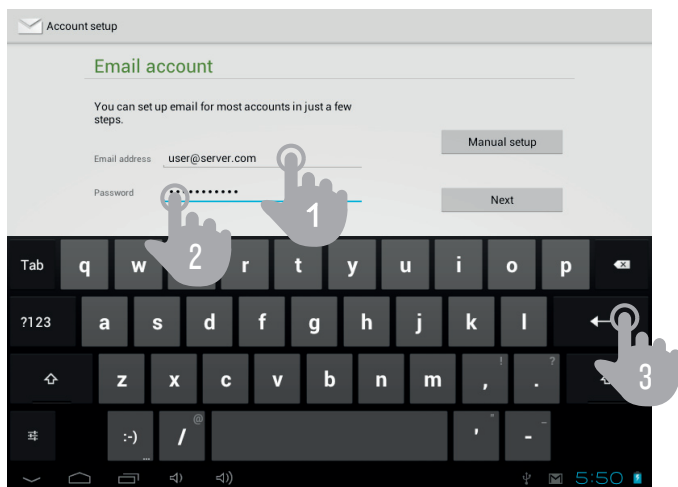 Account setup
Email account
You can set up email for most accounts in just a few
steps.
Manual setup
Email address user@server.com
Password ••••••••••• Next
1
2
Tab q w r t y u i o p
?123 a s d f g h j k l
3
z x c v b n m , ! . ?
:-) ... / @ ' " - _
5:50